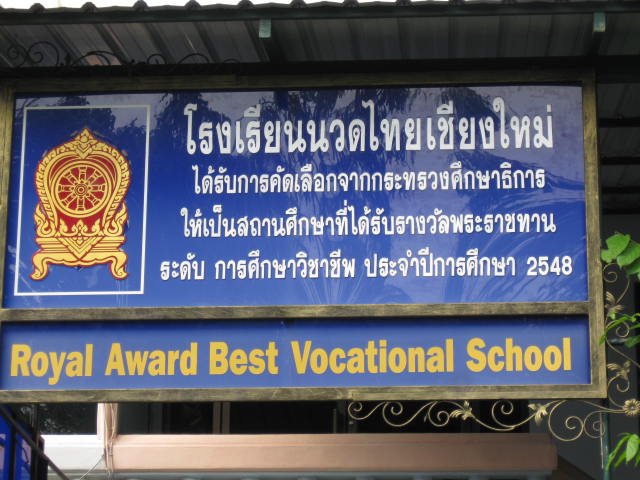 โรงเรียนนวดไทยเชียงใหม่
ได้รับการคัดเลือกจากกระทรวงศึกษาธิการ
ให้เป็นสถานศึกษาที่ได้รับรางวัลพระราชทาน
ระดับ การศึกษาวิชาชีพ ประจำปีการศึกษา 2548
Royal Award Best Vocational School